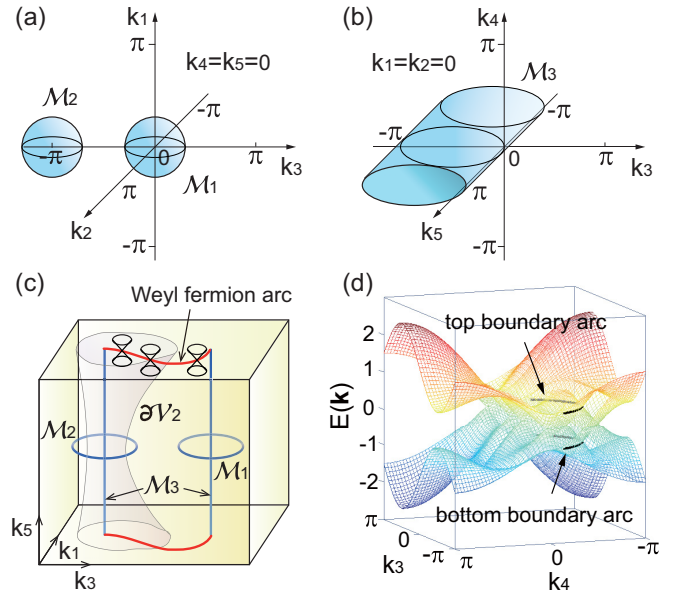 (a)
k1
π
k4=k5=0
M2
-π
-π
0
π
k3
π
M1
k2
-π
(b)
k4
π
k1=k2=0
M3
-π
-π
0
π
k3
π
k5
-π
(c)
Weyl fermion arc
∂V2
M2
M1
M3
k5
k1
k3
(d)
top boundary arc
2
1
0
-1
-2
E(k)
bottom boundary arc
π
0
-π
k3
π
0
-π
k4